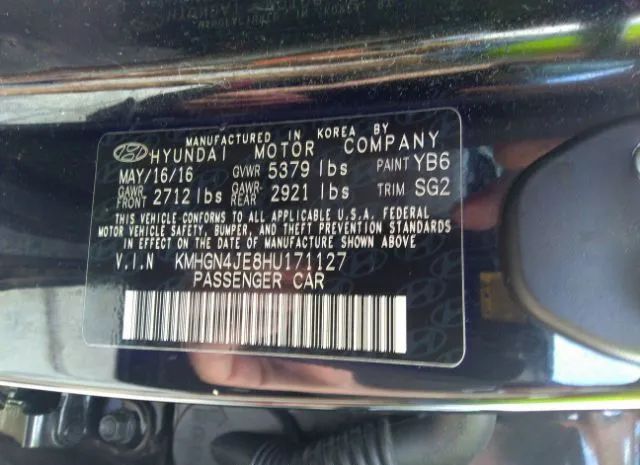 MANUFACTURED IN KOREA BY
HYUNDAI MOTOR COMPANY
MAY/16/16 GVWR 5379 lbs PAINT YB6
GAWR FRONT 2712 lbs GAWR- REAR 2921 lbs TRIM SG2
THIS VEHICLE CONFORMS TO ALL APPLICABLE U.S.A. FEDERAL
MOTOR VEHICLE SAFETY, BUMPER, AND THEFT PREVENTION STANDARDS
IN EFFECT ON THE DATE OF MANUFACTURE SHOWN ABOVE.
V.I.N KMHGN4JE8HU171127
PASSENGER CAR